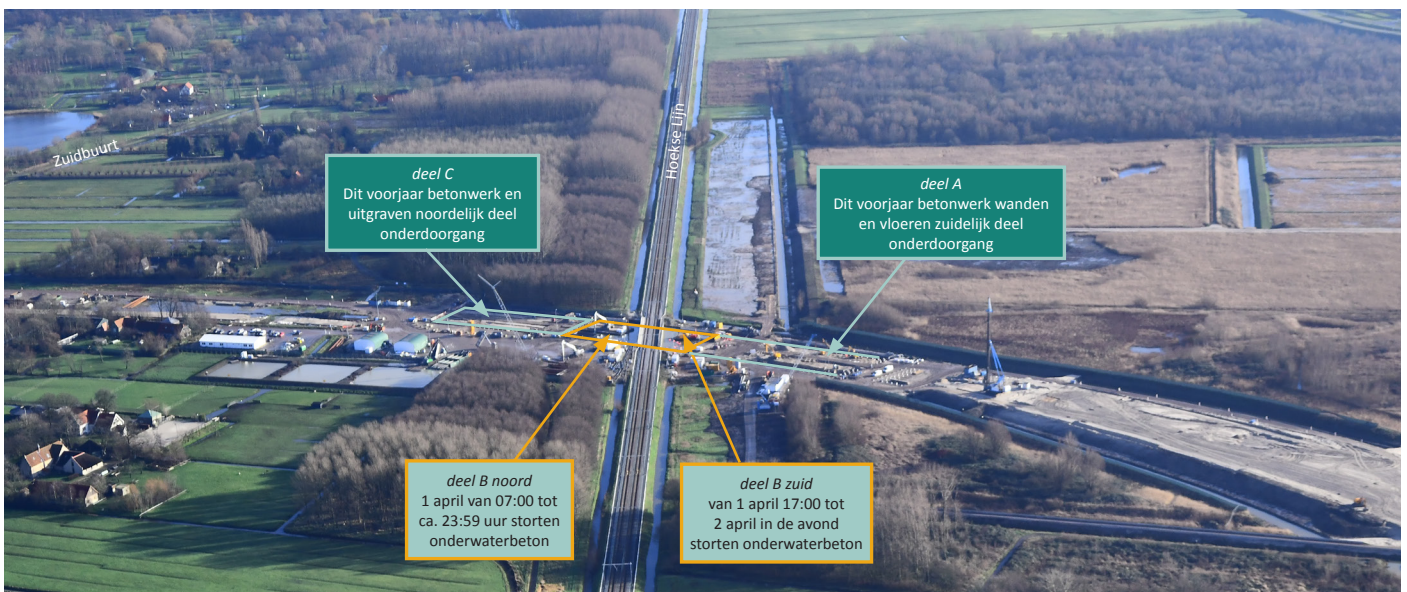 Zuidbuurt
Hoekse Lijn
deel C
Dit voorjaar betonwerk en
uitgraven noordelijk deel
onderdoorgang
deel A
Dit voorjaar betonwerk wanden
en vloeren zuidelijk deel
onderdoorgang
deel B noord
1 april van 07:00 tot
ca. 23:59 uur storten
onderwaterbeton
deel B zuid
van 1 april 17:00 tot
2 april in de avond
storten onderwaterbeton